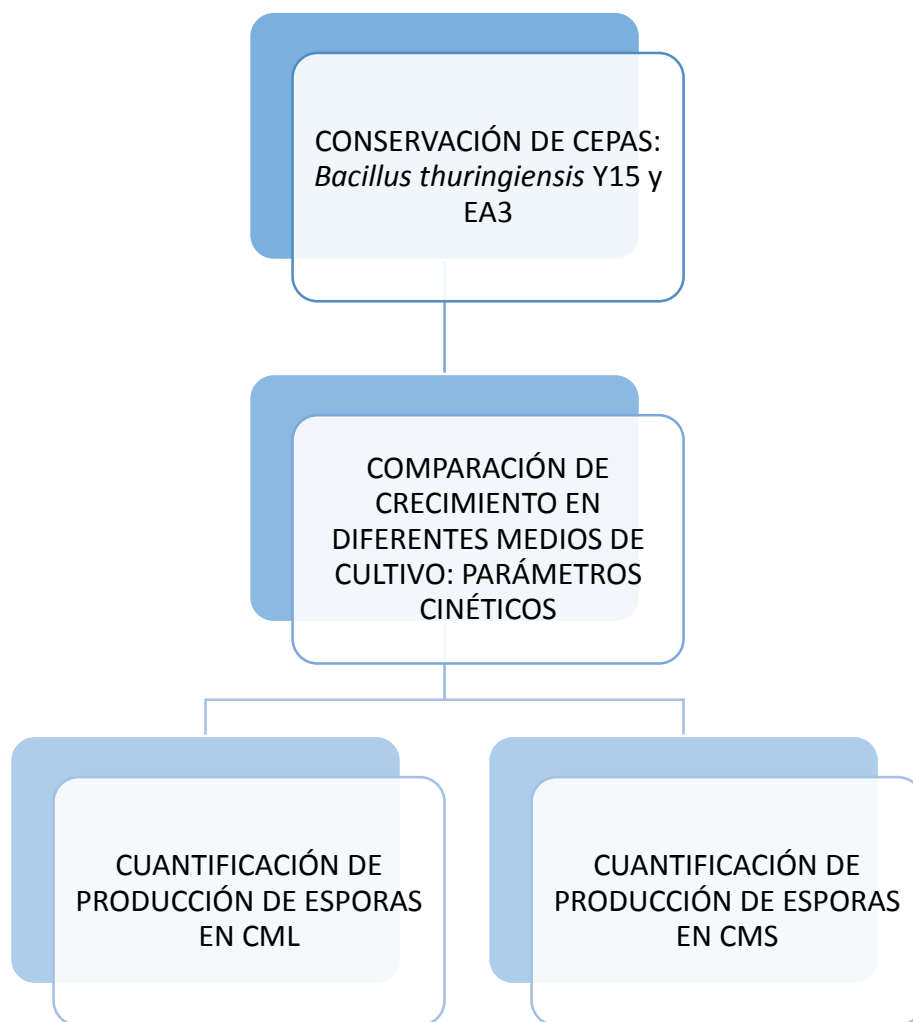 CONSERVACIÓN DE CEPAS:
Bacillus thuringiensis Y15 y
EA3
COMPARACIÓN DE
CRECIMIENTO EN
DIFERENTES MEDIOS DE
CULTIVO: PARÁMETROS
CINÉTICOS
CUANTIFICACIÓN DE
PRODUCCIÓN DE ESPORAS
EN CML
CUANTIFICACIÓN DE
PRODUCCIÓN DE ESPORAS
EN CMS